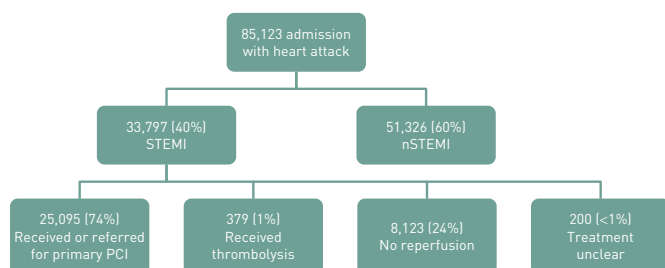 85,123 admission
with heart attack
33,797 (40%)
STEMI
51,326 (60%)
nSTEMI
25,095 (74%)
Received or referred
for primary PCI
379 (1%)
Received
thrombolysis
8,123 (24%)
No reperfusion
200 (<1%)
Treatment
unclear